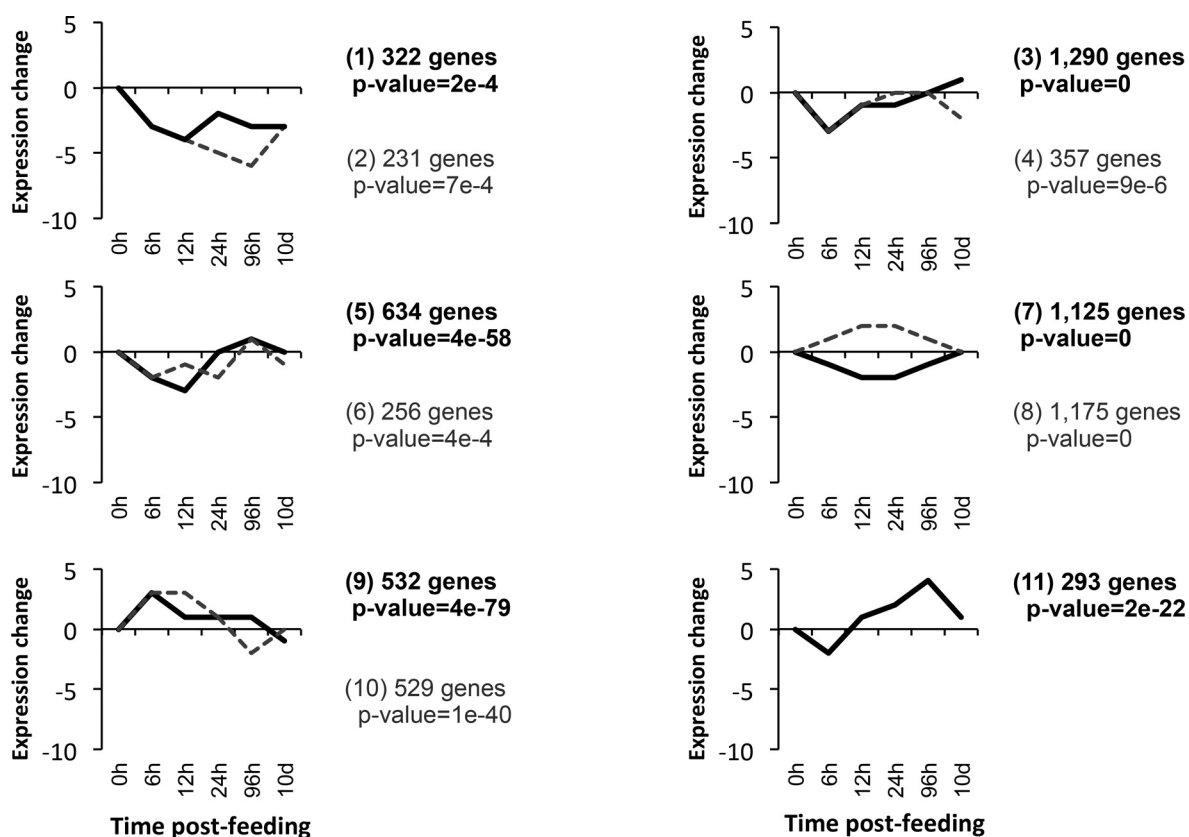 Expression change
5
0
-5
-10
0h
6h
12h
24h
96h
10d
(1) 322 genes
p-value=2e-4
(2) 231 genes
p-value=7e-4
Expression change
5
0
-5
-10
0h
6h
12h
24h
96h
10d
(3) 1,290 genes
p-value=0
(4) 357 genes
p-value=9e-6
Expression change
5
0
-5
-10
0h
6h
12h
24h
96h
10d
(5) 634 genes
p-value=4e-58
(6) 256 genes
p-value=4e-4
Expression change
5
0
-5
-10
0h
6h
12h
24h
96h
10d
(7) 1,125 genes
p-value=0
(8) 1,175 genes
p-value=0
Expression change
5
0
-5
-10
0h
6h
12h
24h
96h
10d
Time post-feeding
(9) 532 genes
p-value=4e-79
(10) 529 genes
p-value=1e-40
Expression change
5
0
-5
-10
0h
6h
12h
24h
96h
10d
Time post-feeding
(11) 293 genes
p-value=2e-22